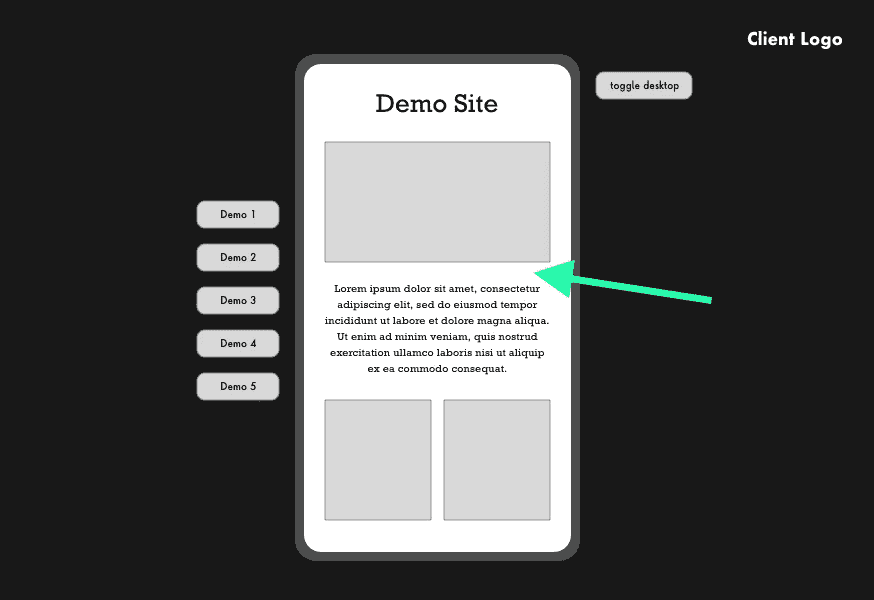 Client Logo
toggle desktop
Demo Site
Demo 1
Demo 2
Demo 3
Demo 4
Demo 5
Lorem ipsum dolor sit amet, consectetur
adipiscing elit, sed do eiusmod tempor
incididunt ut labore et dolore magna aliqua.
Ut enim ad minim veniam, quis nostrud
exercitation ullamco laboris nisi ut aliquip
ex ea commodo consequat.